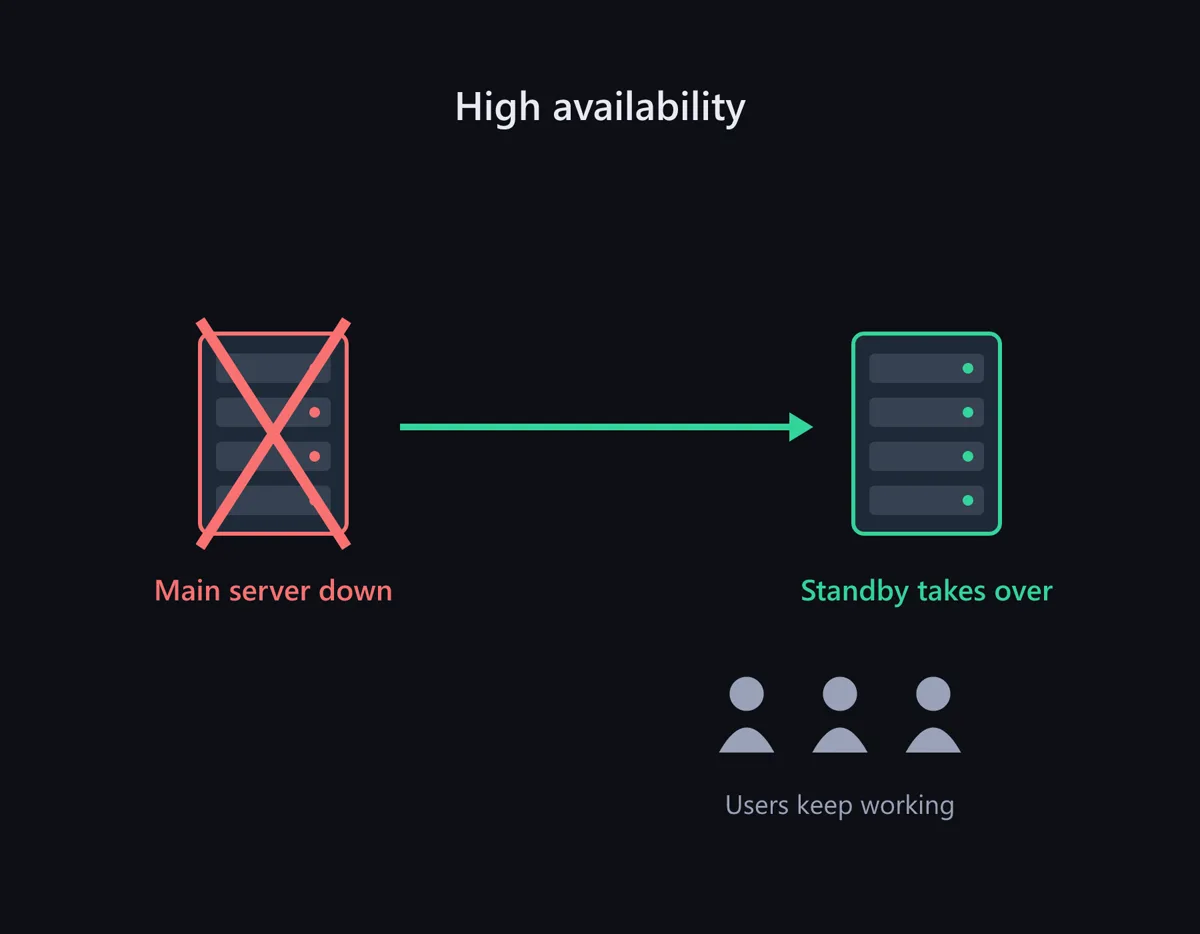 High availability
Main server down
Standby takes over
Users keep working